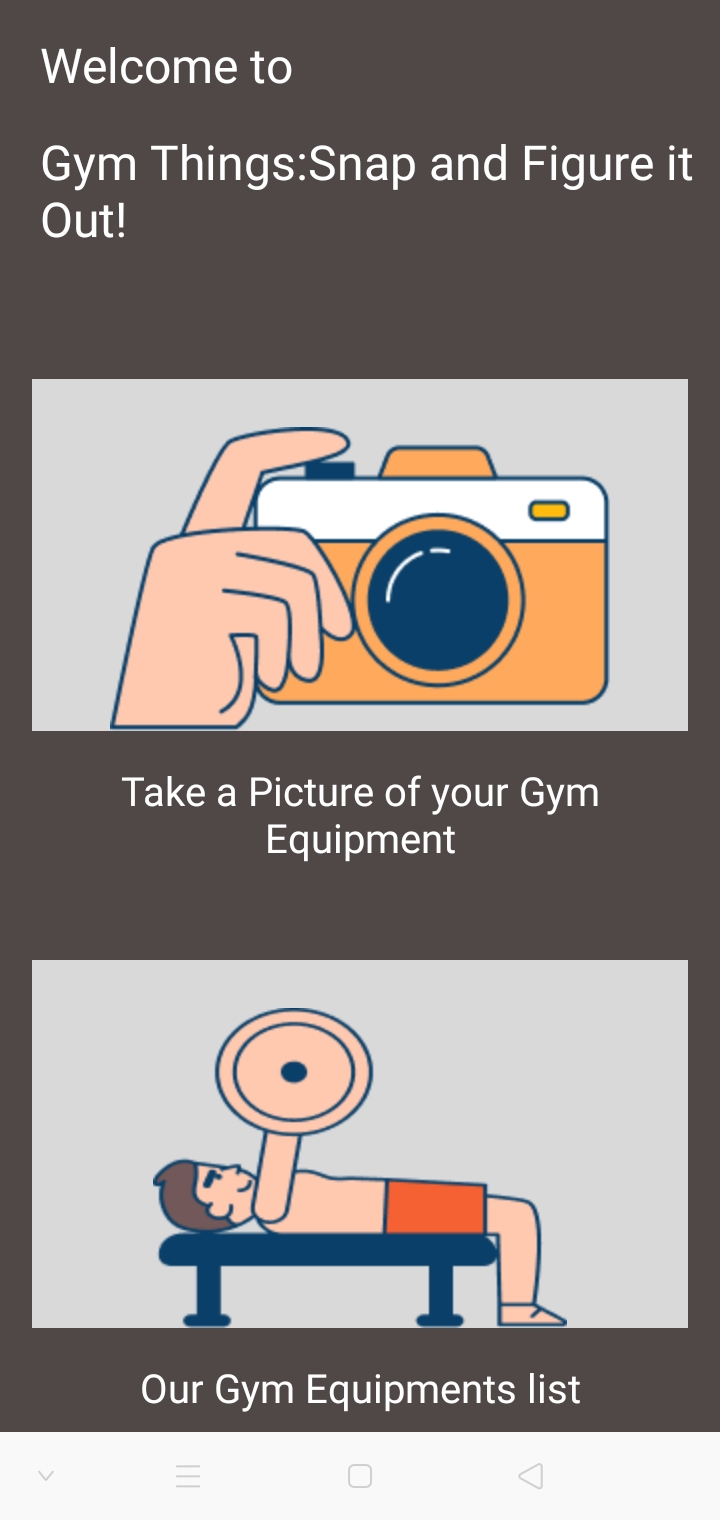 Welcome to
Gym Things:Snap and Figure it
Out!
Take a Picture of your Gym
Equipment
Our Gym Equipments list